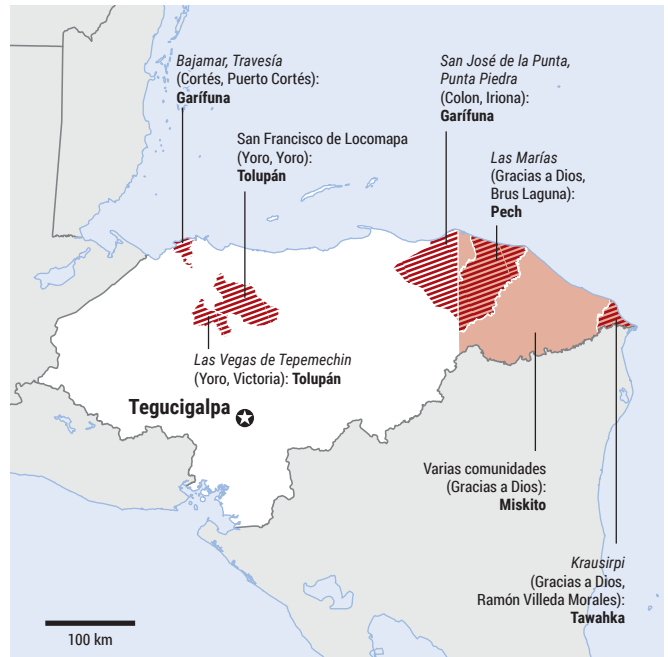 Bajamar, Travesía
(Cortés, Puerto Cortés):
Garífuna
San Francisco de Locomapa
(Yoro, Yoro):
Tolupán
San José de la Punta,
Punta Piedra
(Colon, Iriona):
Garífuna
Las Marías
(Gracias a Dios,
Brus Laguna):
Pech
Las Vegas de Tepemechin
(Yoro, Victoria): Tolupán
Tegucigalpa
Varias comunidades
(Gracias a Dios):
Miskito
Krausirpi
(Gracias a Dios,
Ramón Villeda Morales):
Tawahka
100 km